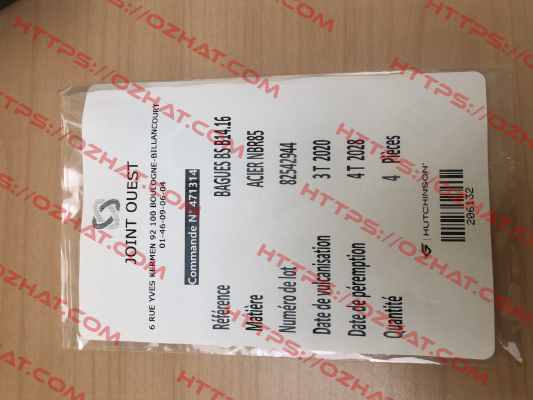 JOINT OUEST
6 RUE YVES KERMEN 92 100 BOULOGNE-BILLANCOURT
01-46-09-06-04
Commande N° 471314
Référence BAGUES BS B14.16
Matière ACIER NBR85
Numéro de lot 82542944
Date de vulcanisation 3 T 2020
Date de péremption 4 T 2028
Quantité 4 Pièces
HUTCHINSON
206132
HTTPS://OZHAT.COM